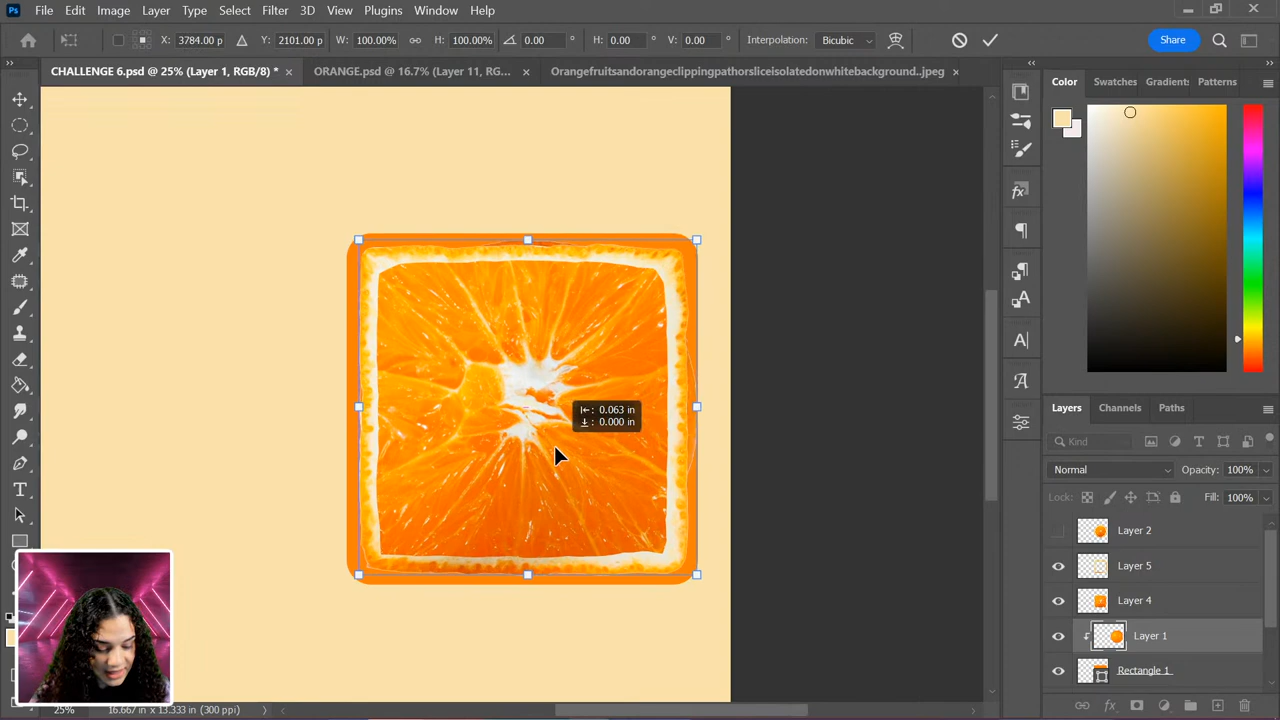 Ps File Edit Image Layer Type Select Filter 3D View Plugins Window Help
X: 3784.00 p Y: 2101.00 p W: 100.00% H: 100.00% 0.00 ° H: 0.00 ° V: 0.00 ° Interpolation: Bicubic Share
CHALLENGE 6.psd @ 25% (Layer 1, RGB/8) * × ORANGE.psd @ 16.7% (Layer 11, RG... × Orangefruitsandorangeclippingpathorsliceisolatedonwhitebackground..jpeg ×
Color Swatches Gradient: Patterns
Layers Channels Paths
Kind
Normal Opacity: 100%
Lock: Fill: 100%
Layer 2
Layer 5
Layer 4
Layer 1
Rectangle 1
fx
: 0.063 in
: 0.000 in
25% 16.667 in x 13.333 in (300 ppi)